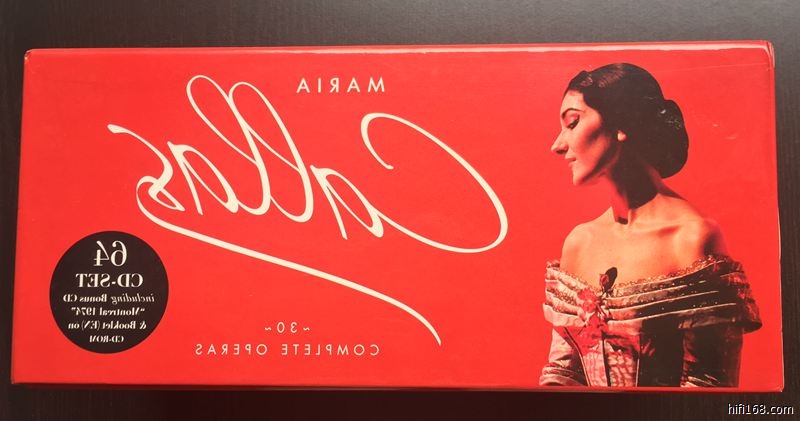 MARIA
Callas
64
CD-SET
including Bonus CD
"Montreal 1974"
& Booklet (EN) on
CD-ROM
~30~
COMPLETE OPERAS
hifi168.com